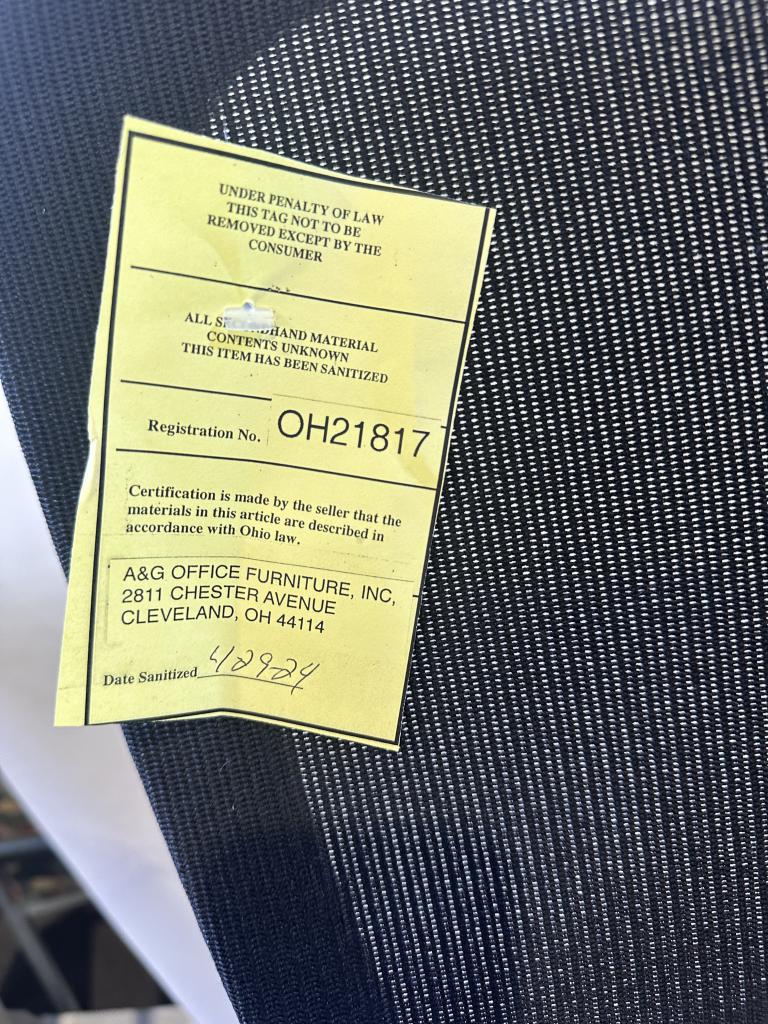 UNDER PENALTY OF LAW
THIS TAG NOT TO BE
REMOVED EXCEPT BY THE
CONSUMER
ALL SECONDHAND MATERIAL
CONTENTS UNKNOWN
THIS ITEM HAS BEEN SANITIZED
Registration No. OH21817
Certification is made by the seller that the
materials in this article are described in
accordance with Ohio law.
A&G OFFICE FURNITURE, INC,
2811 CHESTER AVENUE
CLEVELAND, OH 44114
Date Sanitized 4/29-24